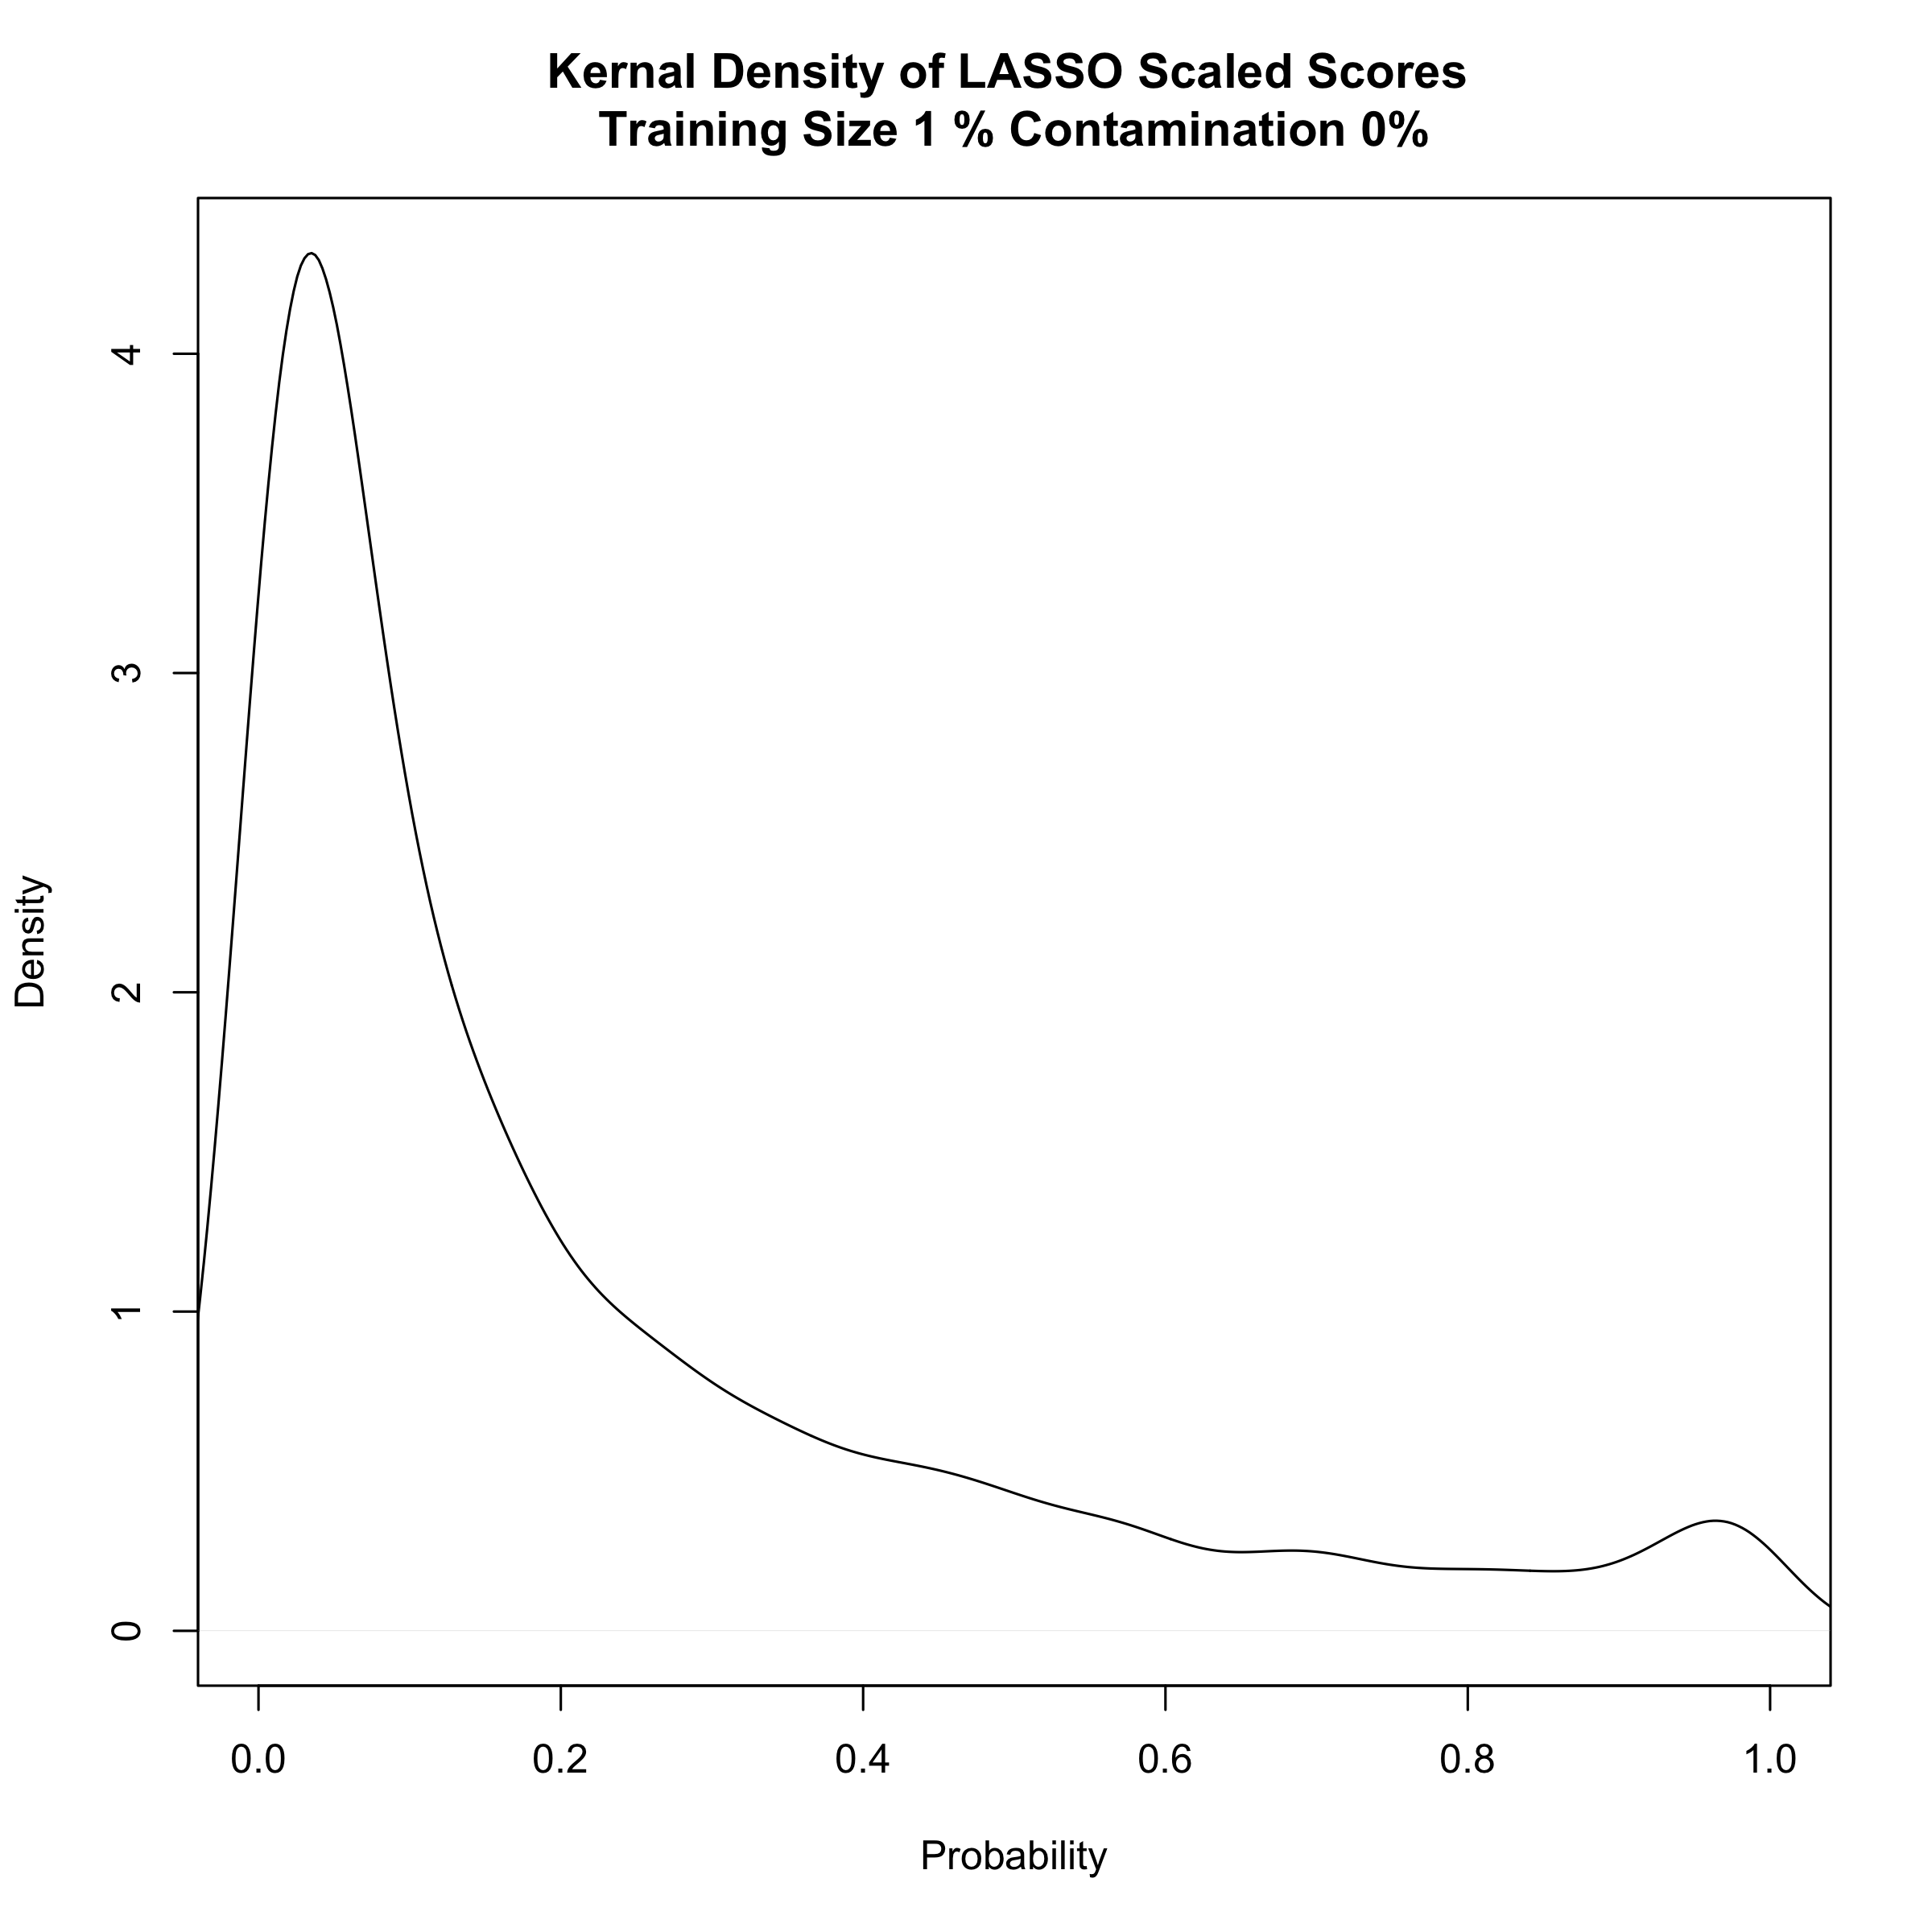 Kernal Density of LASSO Scaled Scores
Training Size 1 % Contamination 0%
Density
4
3
2
1
0
0.0 0.2 0.4 0.6 0.8 1.0
Probability